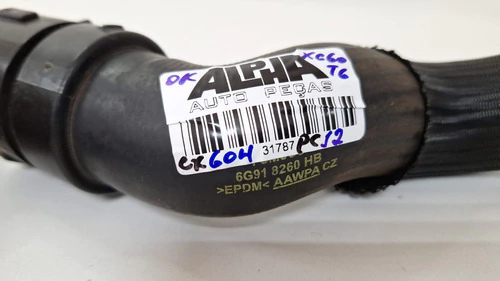 OK XC60
ALPHA T6
AUTO PEÇAS
31787
CX604 PC12
6G91 8260 HB
>EPDM< AAWPA CZ